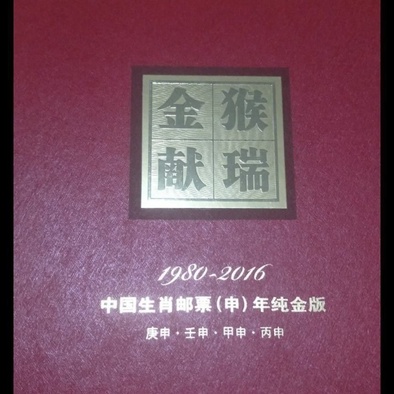 金猴
献瑞
1980-2016
中国生肖邮票(申)年纯金版
庚申·壬申·甲申·丙申